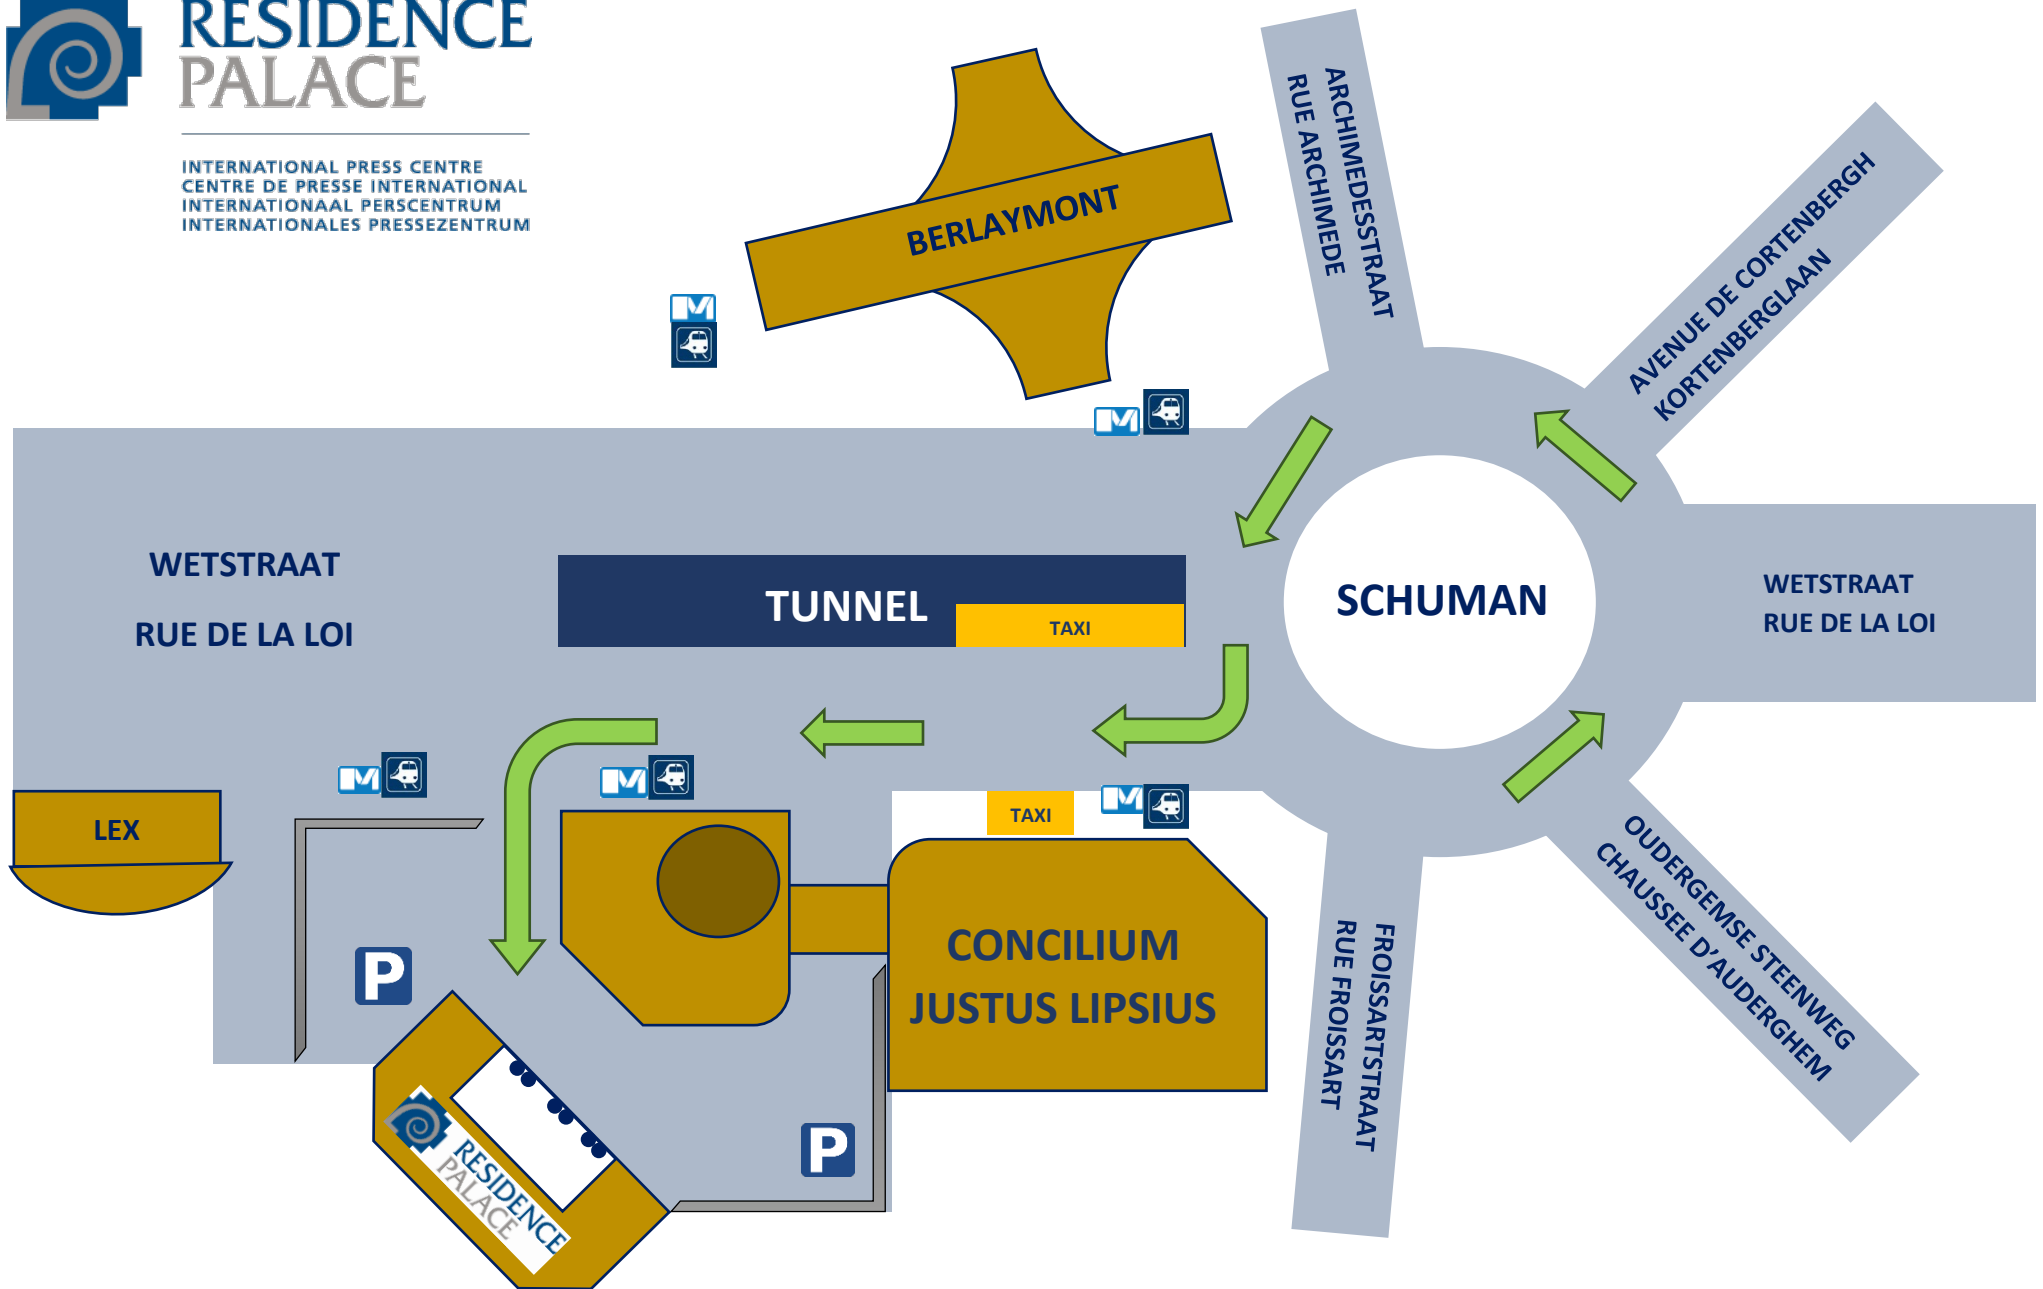 RESIDENCE
PALACE
INTERNATIONAL PRESS CENTRE
CENTRE DE PRESSE INTERNATIONAL
INTERNATIONAAL PERSCENTRUM
INTERNATIONALES PRESSEZENTRUM
BERLAYMONT
ARCHIMEDESSTRAAT
RUE ARCHIMEDE
AVENUE DE CORTENBERGH
KORTENBERGLAAN
M
M
WETSTRAAT
RUE DE LA LOI
TUNNEL
TAXI
SCHUMAN
WETSTRAAT
RUE DE LA LOI
M
M
M
TAXI
LEX
P
CONCILIUM
JUSTUS LIPSIUS
FROISSARTSTRAAT
RUE FROISSART
OUDERGEMSE STEENWEG
CHAUSSEE D’AUDERGHEM
P
RESIDENCE
PALACE